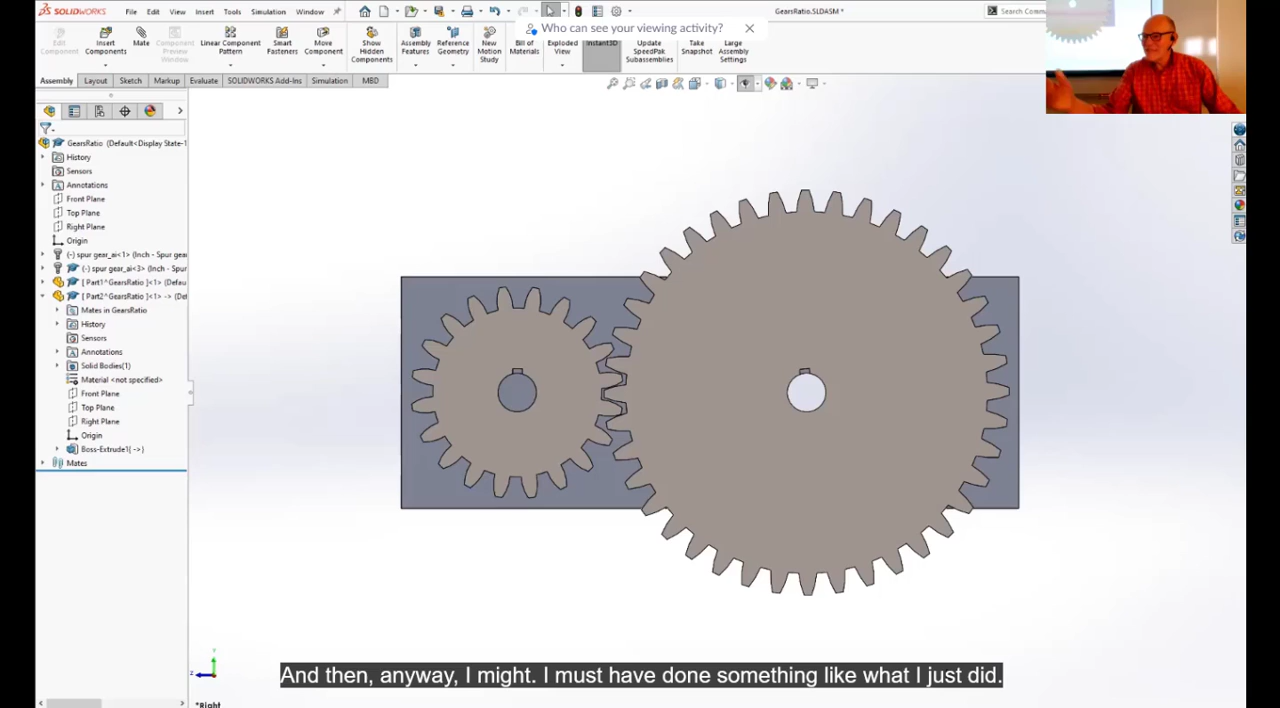 SOLIDWORKS File Edit View Insert Tools Simulation Window GearsRatio.SLDASM * Search Comm
Who can see your viewing activity?
Edit Component
Insert Components
Mate
Component Preview Window
Linear Component Pattern
Smart Fasteners
Move Component
Show Hidden Components
Assembly Features
Reference Geometry
New Motion Study
Bill of Materials
Exploded View
Instant3D
Update SpeedPak Subassemblies
Take Snapshot
Large Assembly Settings
Assembly Layout Sketch Markup Evaluate SOLIDWORKS Add-Ins Simulation MBD
GearsRatio (Default<Display State-1
History
Sensors
Annotations
Front Plane
Top Plane
Right Plane
Origin
(-) spur gear_ai<1> (Inch - Spur gear
(-) spur gear_ai<3> (Inch - Spur
[ Part1^GearsRatio ]<1> (Defau
[ Part2^GearsRatio ]<1> -> (De
Mates in GearsRatio
History
Sensors
Annotations
Solid Bodies(1)
Material <not specified>
Front Plane
Top Plane
Right Plane
Origin
Boss-Extrude1( ->)
Mates
Y
Z
And then, anyway, I might. I must have done something like what I just did.
*Right